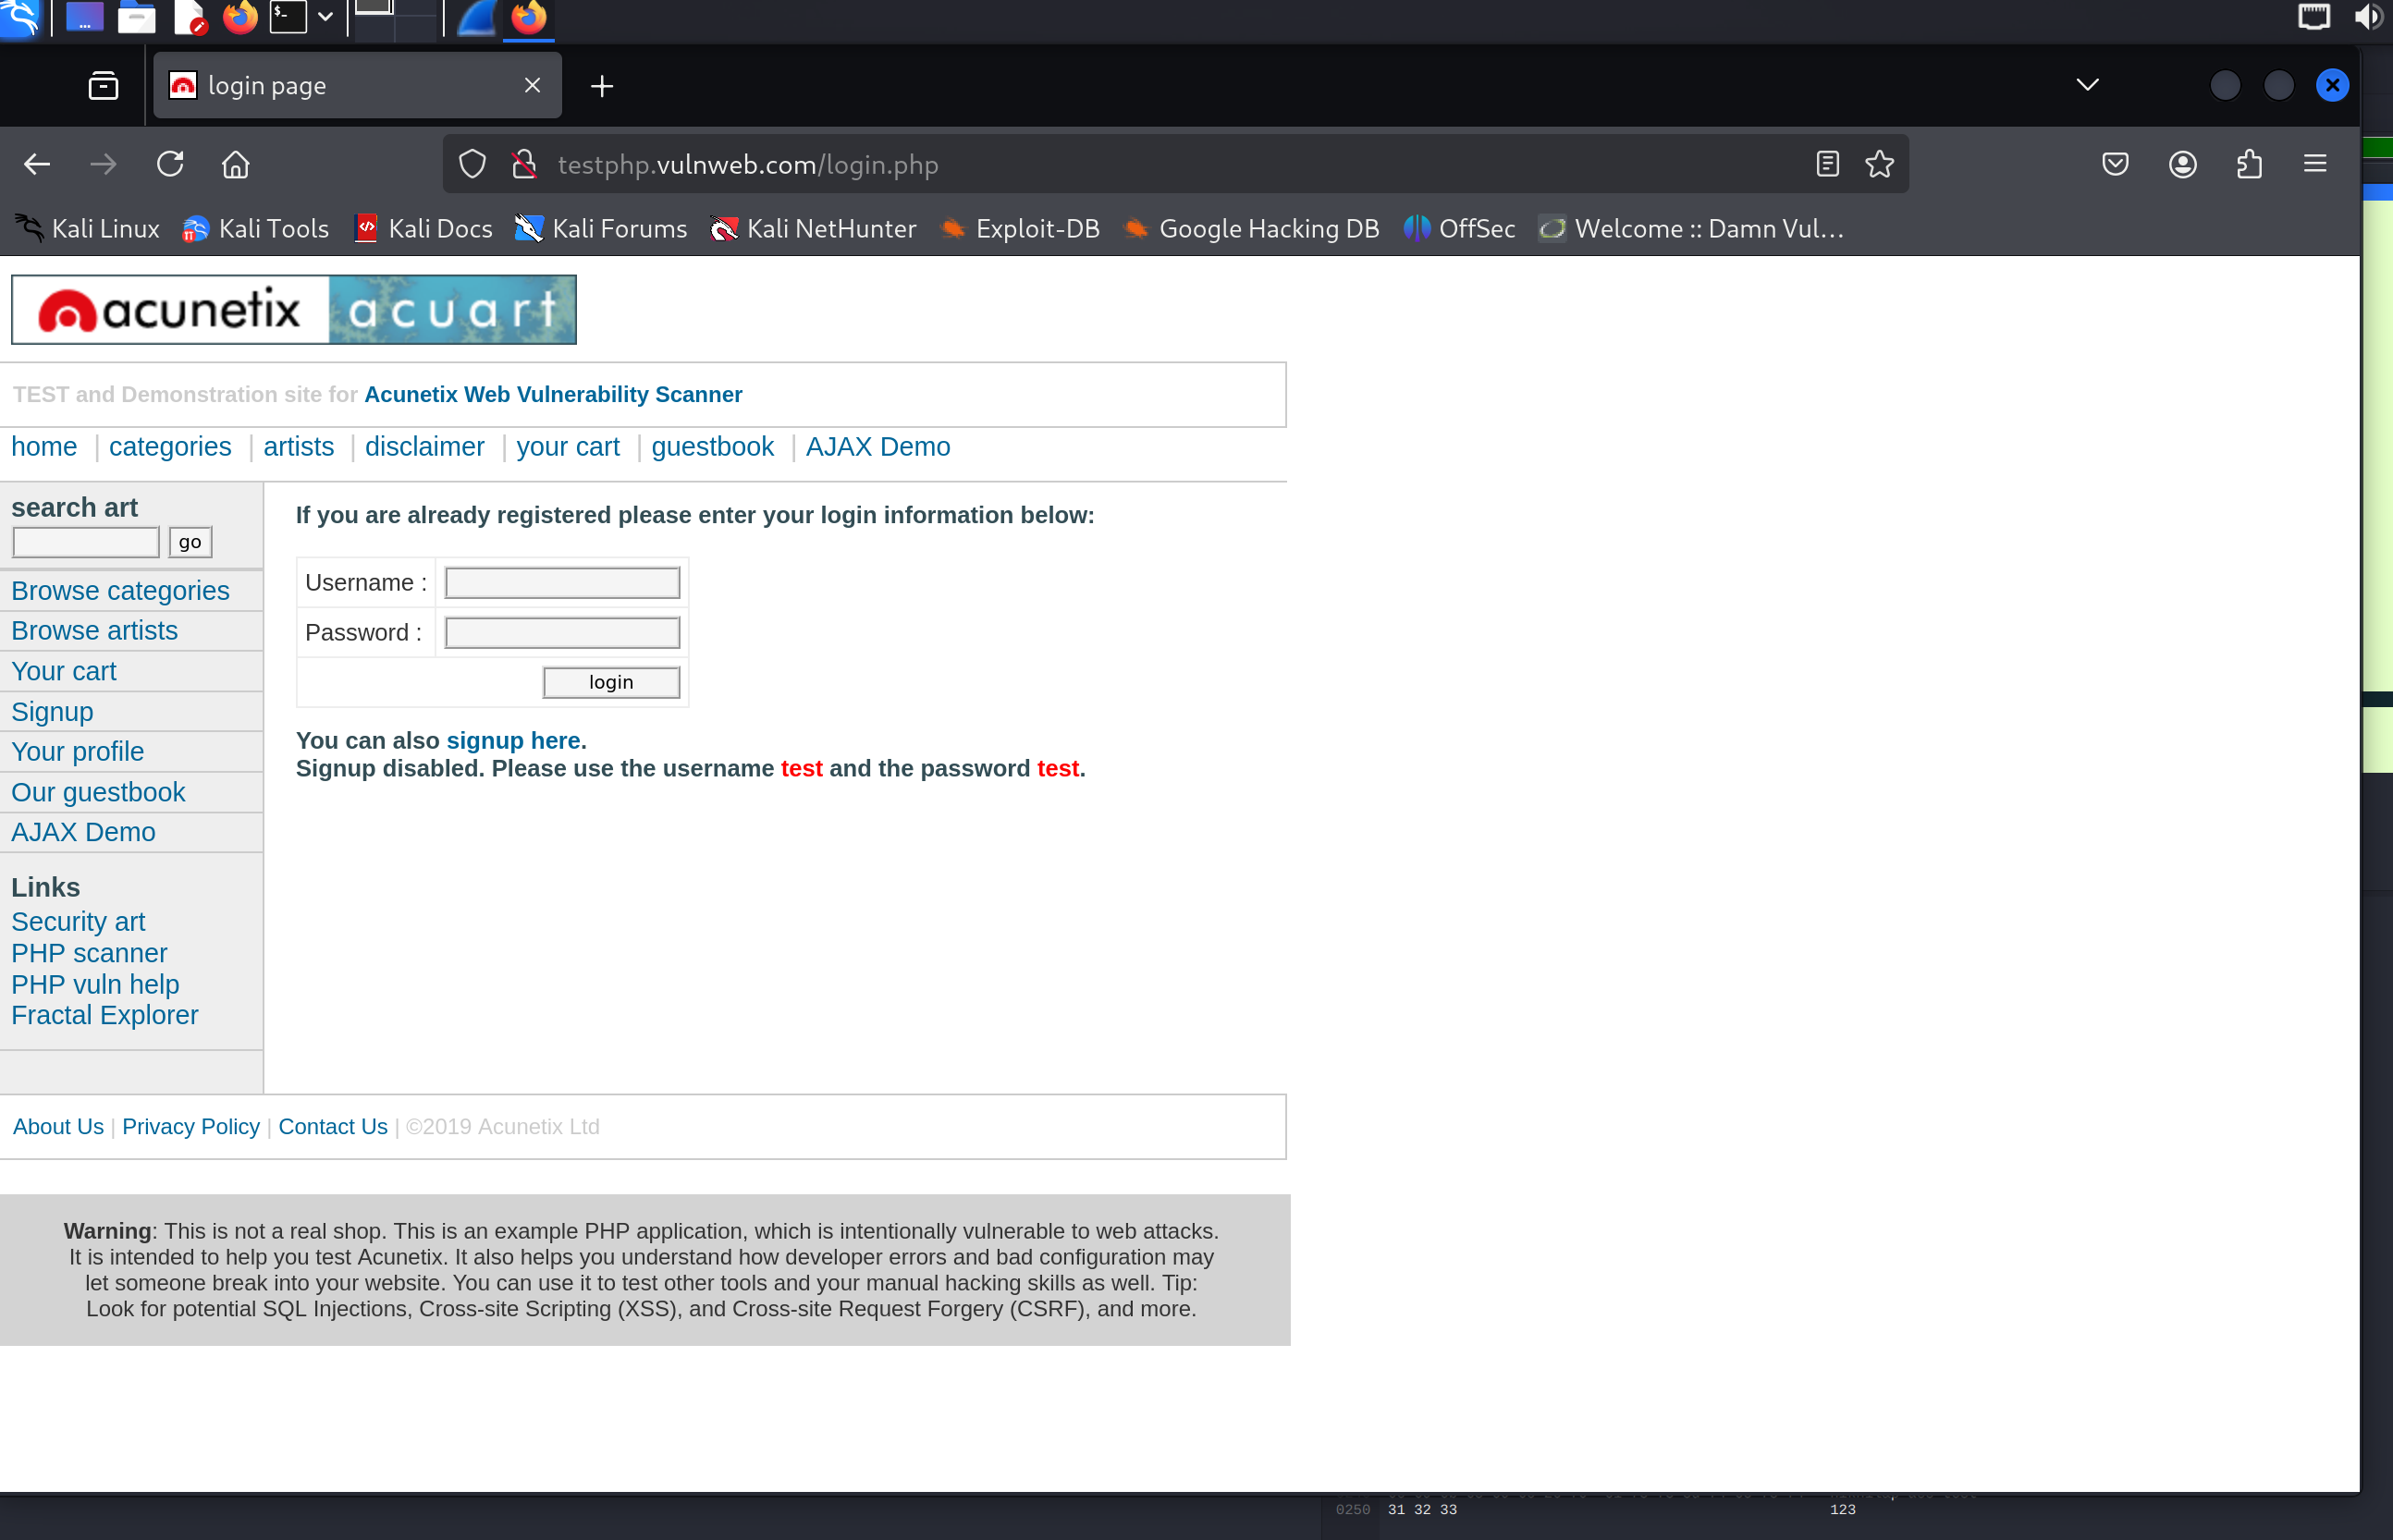 login page
testphp.vulnweb.com/login.php
Kali Linux Kali Tools Kali Docs Kali Forums Kali NetHunter Exploit-DB Google Hacking DB OffSec Welcome :: Damn Vul...
acunetix acuart
TEST and Demonstration site for Acunetix Web Vulnerability Scanner
home | categories | artists | disclaimer | your cart | guestbook | AJAX Demo
search art
go
Browse categories
Browse artists
Your cart
Signup
Your profile
Our guestbook
AJAX Demo
Links
Security art
PHP scanner
PHP vuln help
Fractal Explorer
If you are already registered please enter your login information below:
Username :
Password :
login
You can also signup here.
Signup disabled. Please use the username test and the password test.
About Us | Privacy Policy | Contact Us | ©2019 Acunetix Ltd
Warning: This is not a real shop. This is an example PHP application, which is intentionally vulnerable to web attacks.
It is intended to help you test Acunetix. It also helps you understand how developer errors and bad configuration may
let someone break into your website. You can use it to test other tools and your manual hacking skills as well. Tip:
Look for potential SQL Injections, Cross-site Scripting (XSS), and Cross-site Request Forgery (CSRF), and more.
0250 31 32 33 123